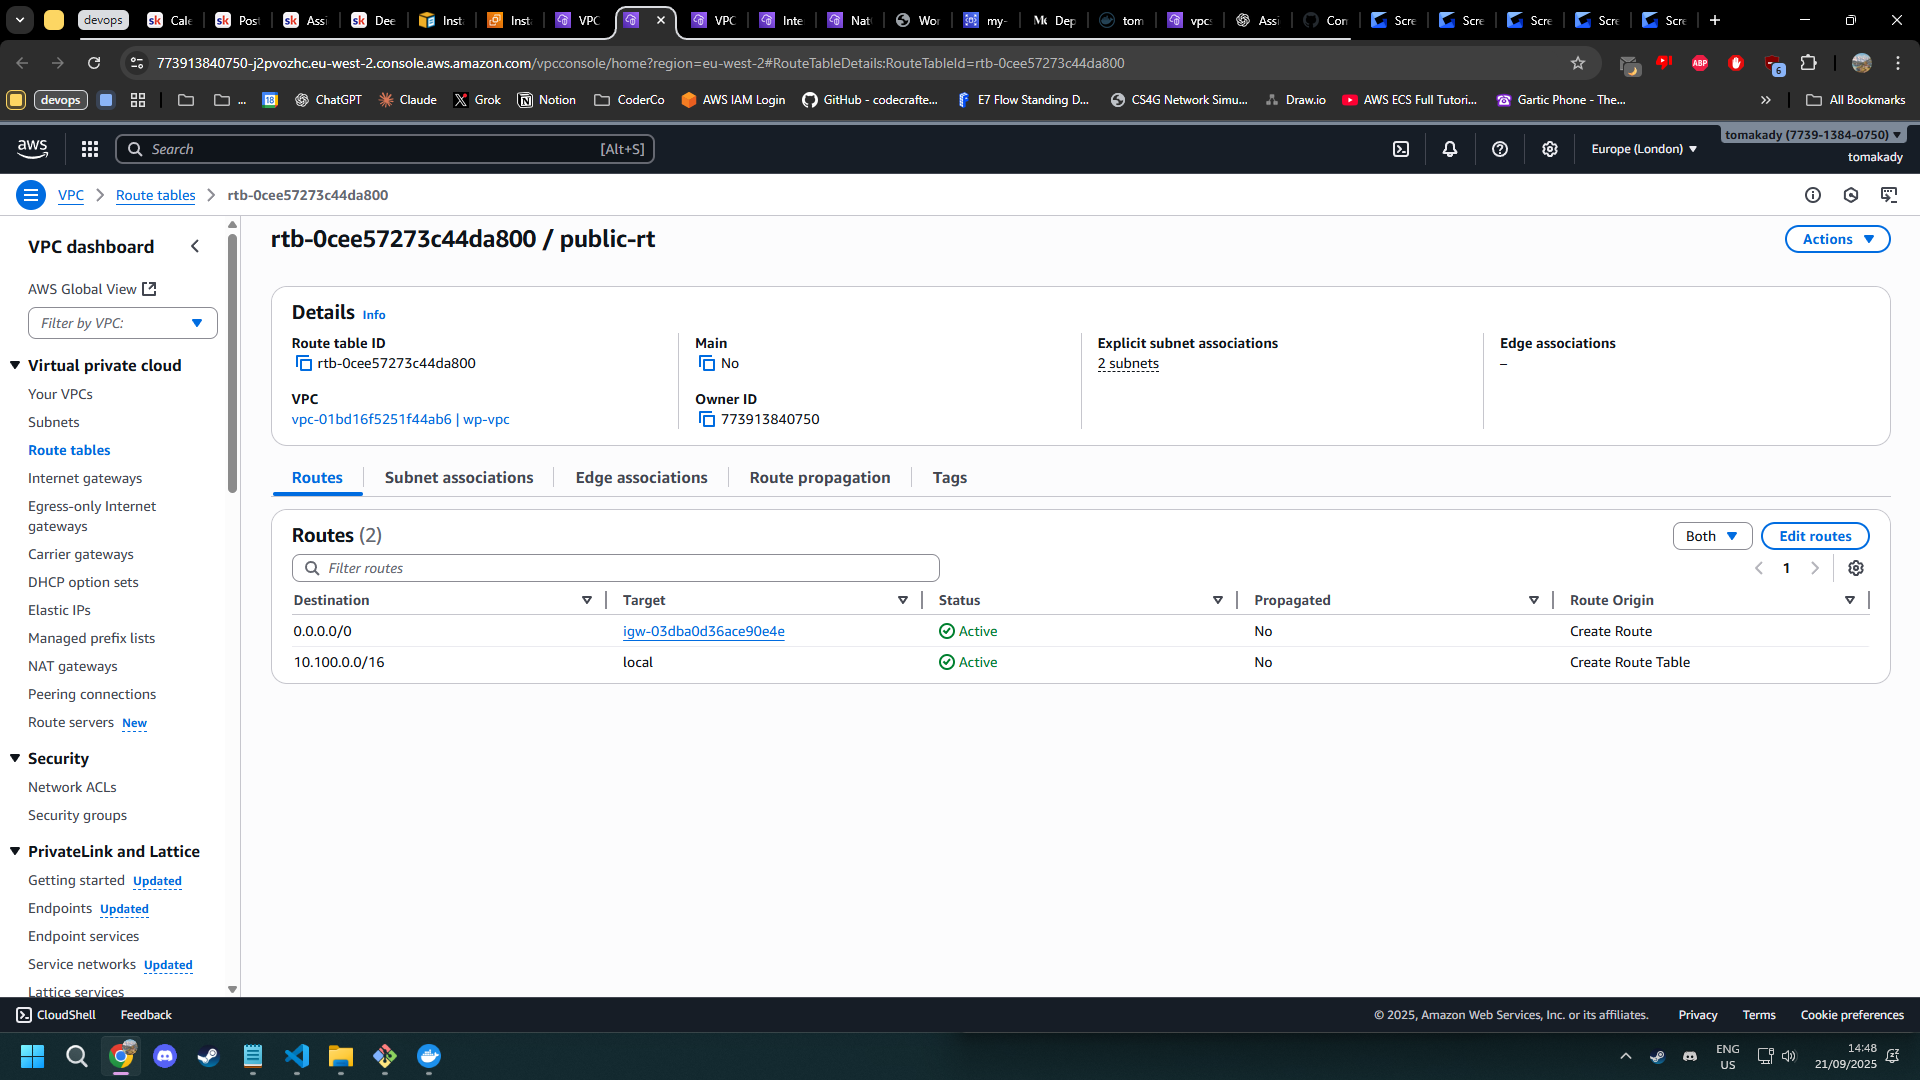 devops
Cale
Post
Assi
Dee
Inst
Inst
VPC
VPC
Inte
Nat
Wor
my-
Dep
tom
vpc
Assi
Con
Scre
Scre
Scre
Scre
Scre
773913840750-j2pvozhc.eu-west-2.console.aws.amazon.com/vpcconsole/home?region=eu-west-2#RouteTableDetails:RouteTableId=rtb-0cee57273c44da800
ABP
6
devops
...
18
ChatGPT
Claude
Grok
Notion
CoderCo
AWS IAM Login
GitHub - codecrafte...
E7 Flow Standing D...
CS4G Network Simu...
Draw.io
AWS ECS Full Tutori...
Gartic Phone - The...
All Bookmarks
aws
Search
[Alt+S]
Europe (London)
tomakady (7739-1384-0750)
tomakady
VPC
Route tables
rtb-0cee57273c44da800
VPC dashboard
AWS Global View
Filter by VPC:
Virtual private cloud
Your VPCs
Subnets
Route tables
Internet gateways
Egress-only Internet
gateways
Carrier gateways
DHCP option sets
Elastic IPs
Managed prefix lists
NAT gateways
Peering connections
Route servers New
Security
Network ACLs
Security groups
PrivateLink and Lattice
Getting started Updated
Endpoints Updated
Endpoint services
Service networks Updated
Lattice services
rtb-0cee57273c44da800 / public-rt
Actions
Details Info
Route table ID
rtb-0cee57273c44da800
Main
No
Explicit subnet associations
2 subnets
Edge associations
–
VPC
vpc-01bd16f5251f44ab6 | wp-vpc
Owner ID
773913840750
Routes
Subnet associations
Edge associations
Route propagation
Tags
Routes (2)
Both
Edit routes
Filter routes
1
Destination Target Status Propagated Route Origin
0.0.0.0/0 igw-03dba0d36ace90e4e Active No Create Route
10.100.0.0/16 local Active No Create Route Table
CloudShell
Feedback
© 2025, Amazon Web Services, Inc. or its affiliates.
Privacy
Terms
Cookie preferences
ENG
US
14:48
21/09/2025